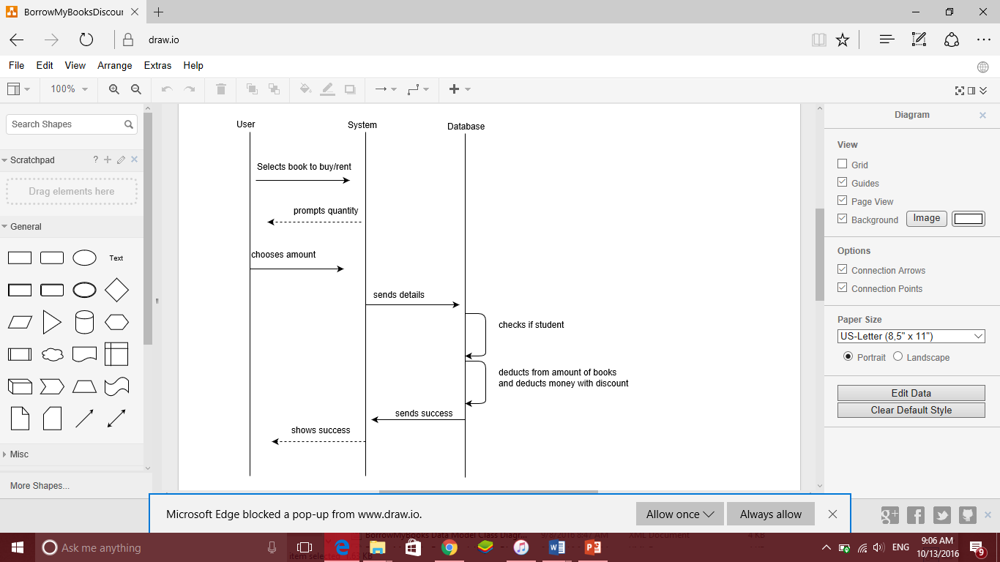 BorrowMyBooksDiscour
draw.io
File Edit View Arrange Extras Help
100%
Search Shapes
Scratchpad ?
Drag elements here
General
Text
Misc
More Shapes...
User System Database
Selects book to buy/rent
prompts quantity
chooses amount
sends details
checks if student
deducts from amount of books
and deducts money with discount
sends success
shows success
Diagram
View
Grid
Guides
Page View
Background Image
Options
Connection Arrows
Connection Points
Paper Size
US-Letter (8,5" x 11")
Portrait Landscape
Edit Data
Clear Default Style
Microsoft Edge blocked a pop-up from www.draw.io. Allow once Always allow
BorrowMyBooks Data Model Class Diagr... 9/8/2016 8:47 AM XML Document 4 KB
item selected
Ask me anything
ENG
9:06 AM
10/13/2016
9